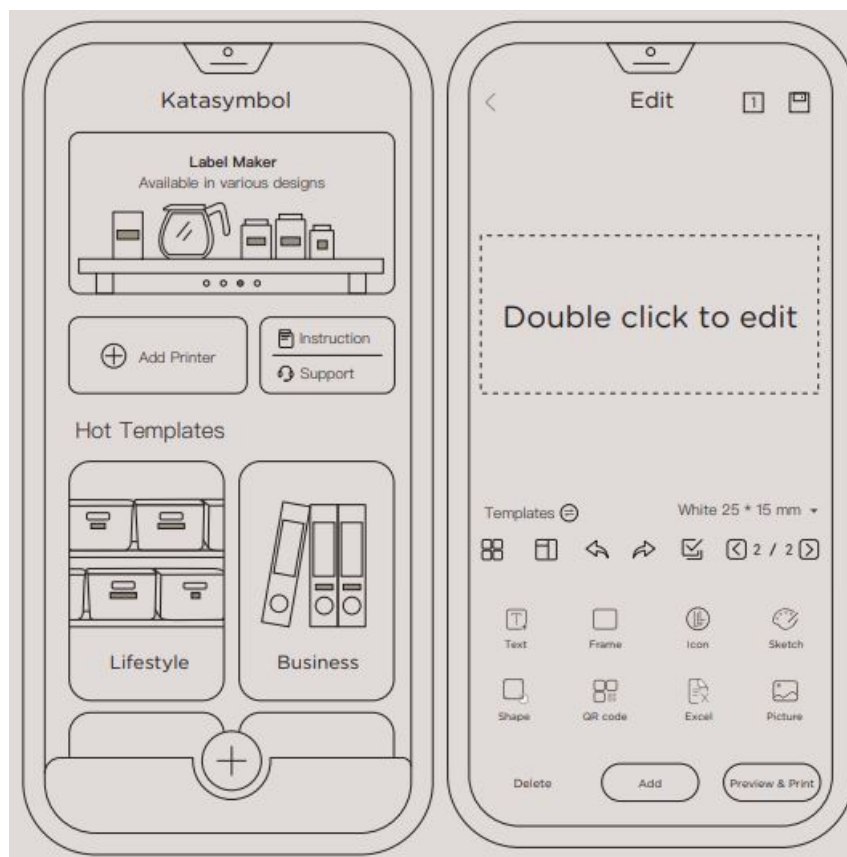 Katasymbol
Label Maker
Available in various designs
Add Printer
Instruction
Support
Hot Templates
Lifestyle
Business
Edit
1
Double click to edit
Templates
White 25 * 15 mm
2 / 2
Text
Frame
Icon
Sketch
Shape
QR code
Excel
Picture
Delete
Add
Preview & Print